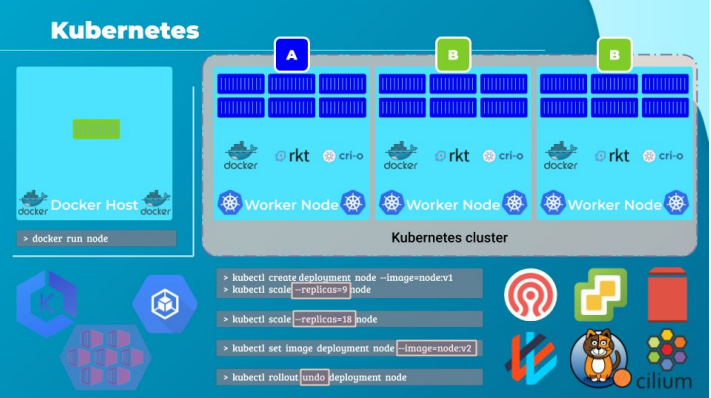 Kubernetes
A
B
B
docker
rkt
cri-o
docker
rkt
cri-o
docker
rkt
cri-o
docker
Docker Host
docker
Worker Node
Worker Node
Worker Node
> docker run node
Kubernetes cluster
> kubectl create deployment node --image=node:v1
> kubectl scale --replicas=9 node
> kubectl scale --replicas=18 node
> kubectl set image deployment node --image=node:v2
> kubectl rollout undo deployment node
K
cilium